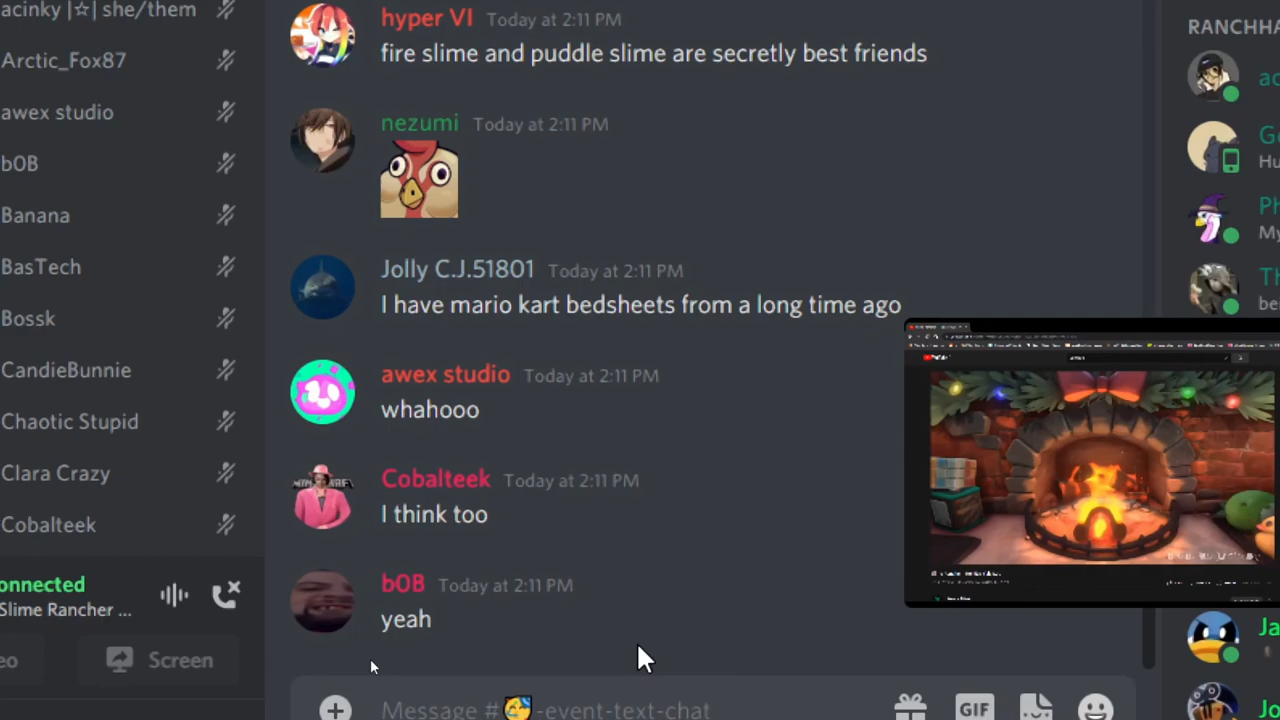 acinky |☆| she/them
Arctic_Fox87
awex studio
b0B
Banana
BasTech
Bossk
CandieBunnie
Chaotic Stupid
Clara Crazy
Cobalteek
onnected
Slime Rancher ...
eo
Screen
hyper VI Today at 2:11 PM
fire slime and puddle slime are secretly best friends
nezumi Today at 2:11 PM
Jolly C.J.51801 Today at 2:11 PM
I have mario kart bedsheets from a long time ago
awex studio Today at 2:11 PM
whahooo
Cobalteek Today at 2:11 PM
I think too
b0B Today at 2:11 PM
yeah
Message #🥳-event-text-chat
GIF
RANCHHA
ac
Hu
Ph
My
Th
be
Ja
Jo